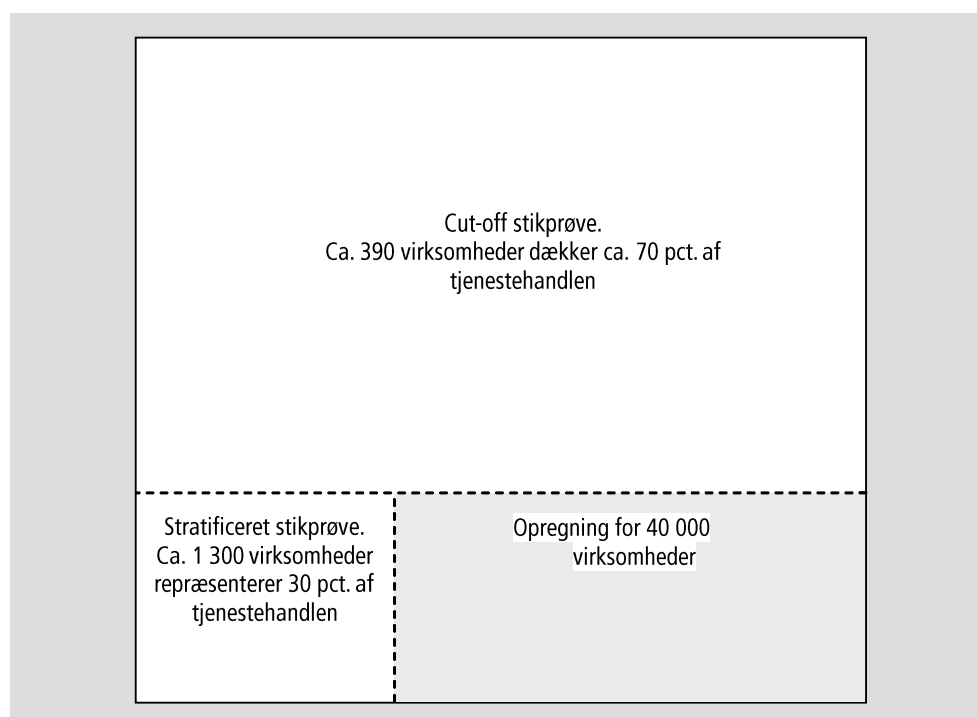 Cut-off stikprøve.
Ca. 390 virksomheder dækker ca. 70 pct. af
tjenestehandlen
Stratificeret stikprøve.
Ca. 1 300 virksomheder
repræsenterer 30 pct. af
tjenestehandlen
Opregning for 40 000
virksomheder